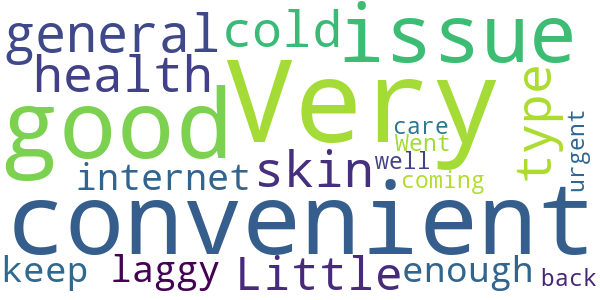 general cold issue
health
good Very type
care
Went urgent
internet skin well
coming
convenient
keep laggy Little enough back